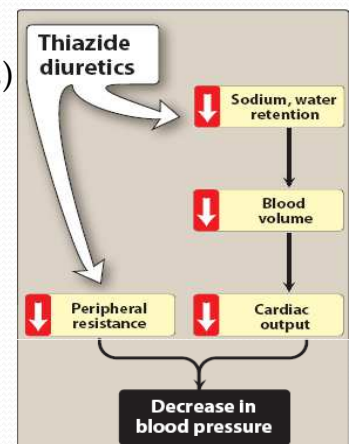 Thiazide
diuretics
)
Sodium, water
retention
Blood
volume
Peripheral
resistance
Cardiac
output
Decrease in
blood pressure